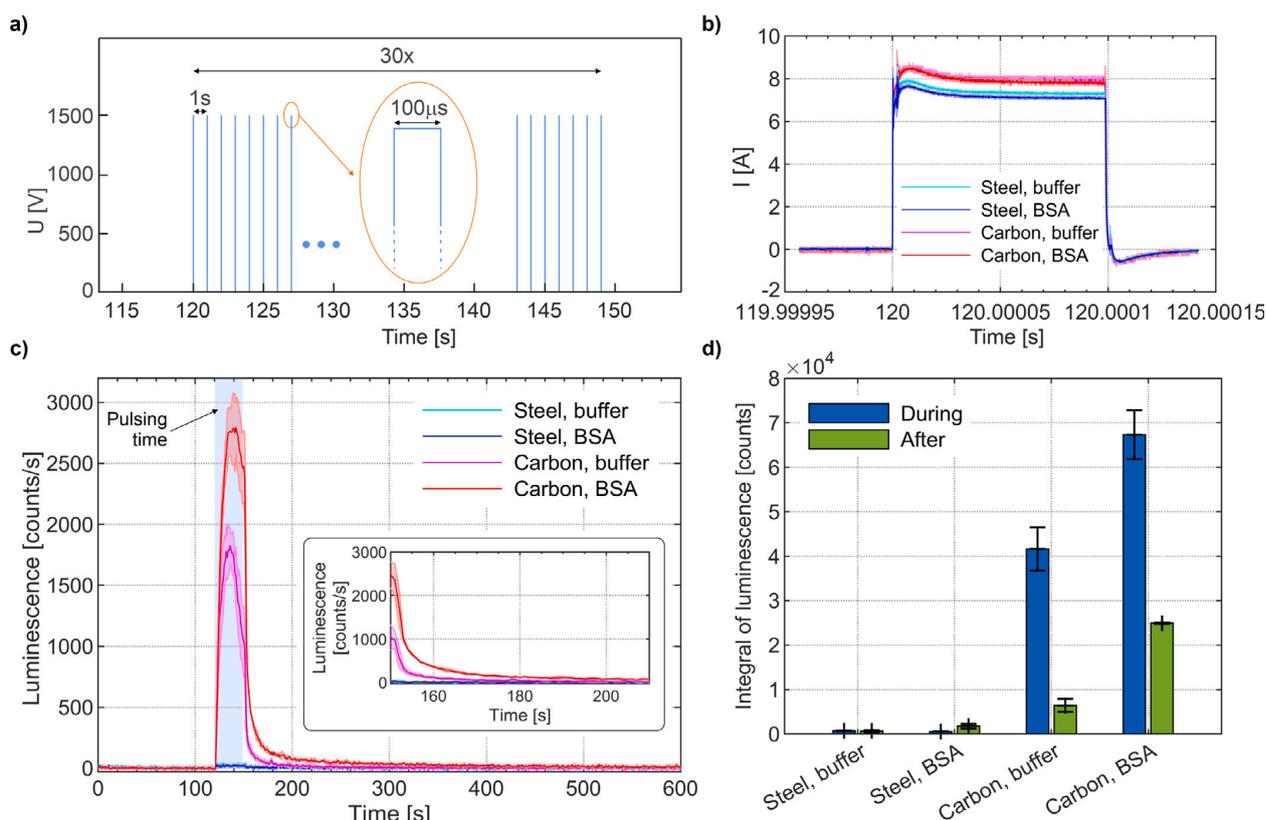 a)
30x
1s
100μs
1500
1000
500
0
U [V]
115 120 125 130 135 140 145 150
Time [s]
b)
10
8
6
4
2
0
-2
I [A]
Steel, buffer
Steel, BSA
Carbon, buffer
Carbon, BSA
119.99995 120 120.00005 120.0001 120.00015
Time [s]
c)
3000
2500
2000
1500
1000
500
0
Luminescence [counts/s]
Pulsing
time
Steel, buffer
Steel, BSA
Carbon, buffer
Carbon, BSA
3000
1000
0
Luminescence
[counts/s]
160 180 200
Time [s]
0 100 200 300 400 500 600
Time [s]
d)
×10⁴
8
7
6
5
4
3
2
1
0
Integral of luminescence [counts]
During
After
Steel, buffer
Steel, BSA
Carbon, buffer
Carbon, BSA